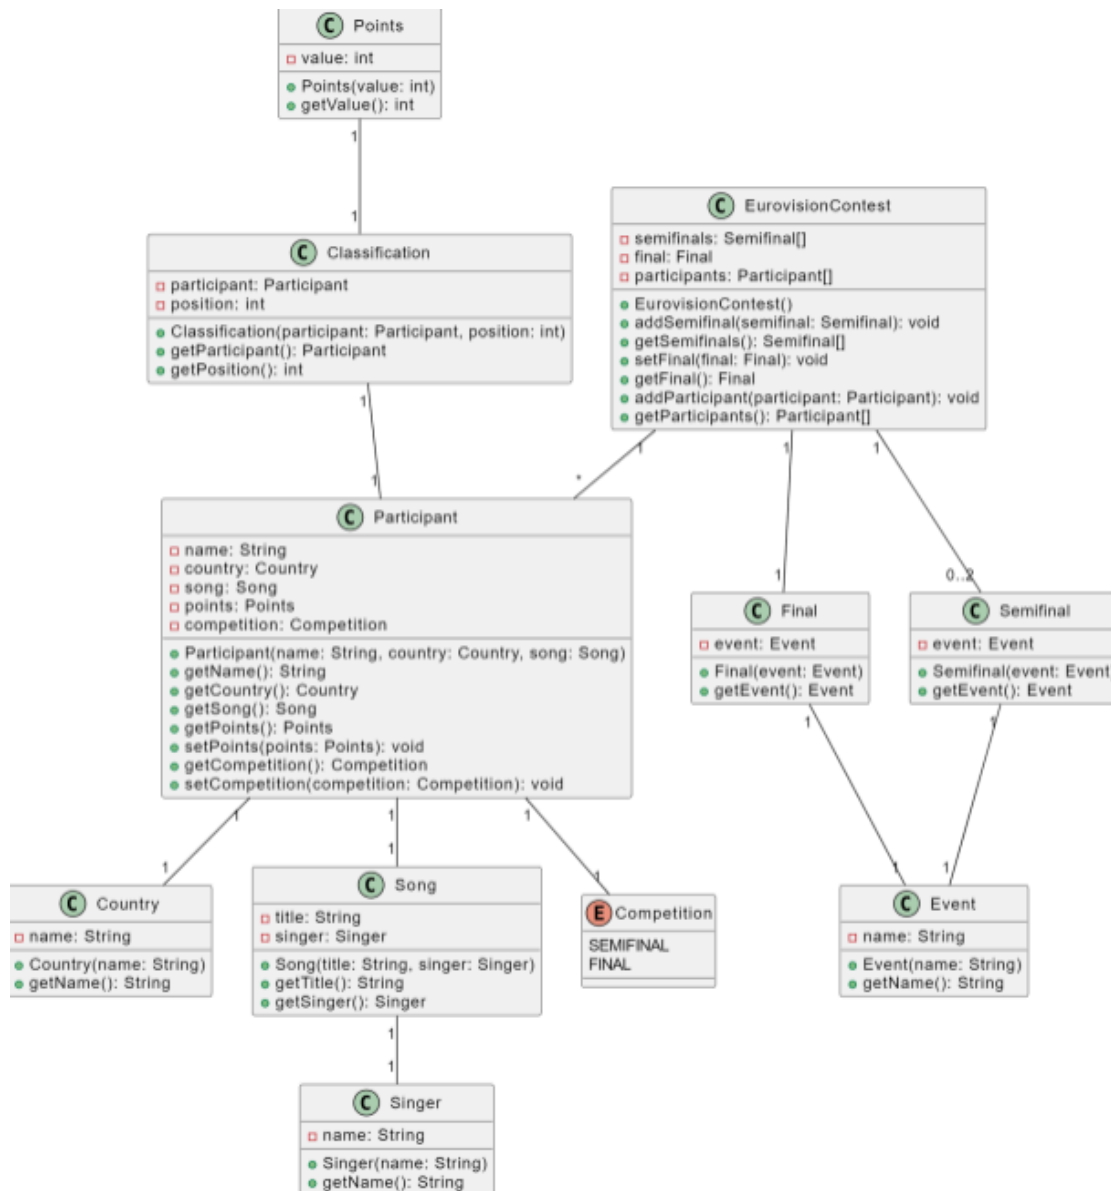 C Points
value: int
Points(value: int)
getValue(): int
1
1
C Classification
participant: Participant
position: int
Classification(participant: Participant, position: int)
getParticipant(): Participant
getPosition(): int
C EurovisionContest
semifinals: Semifinal[]
final: Final
participants: Participant[]
EurovisionContest()
addSemifinal(semifinal: Semifinal): void
getSemifinals(): Semifinal[]
setFinal(final: Final): void
getFinal(): Final
addParticipant(participant: Participant): void
getParticipants(): Participant[]
1
1
1
*
1
1
1
0..2
C Participant
name: String
country: Country
song: Song
points: Points
competition: Competition
Participant(name: String, country: Country, song: Song)
getName(): String
getCountry(): Country
getSong(): Song
getPoints(): Points
setPoints(points: Points): void
getCompetition(): Competition
setCompetition(competition: Competition): void
C Final
event: Event
Final(event: Event)
getEvent(): Event
C Semifinal
event: Event
Semifinal(event: Event
getEvent(): Event
1
1
1
1
1
1
1
1
1
1
C Country
name: String
Country(name: String)
getName(): String
C Song
title: String
singer: Singer
Song(title: String, singer: Singer)
getTitle(): String
getSinger(): Singer
E Competition
SEMIFINAL
FINAL
C Event
name: String
Event(name: String)
getName(): String
1
1
C Singer
name: String
Singer(name: String)
getName(): String